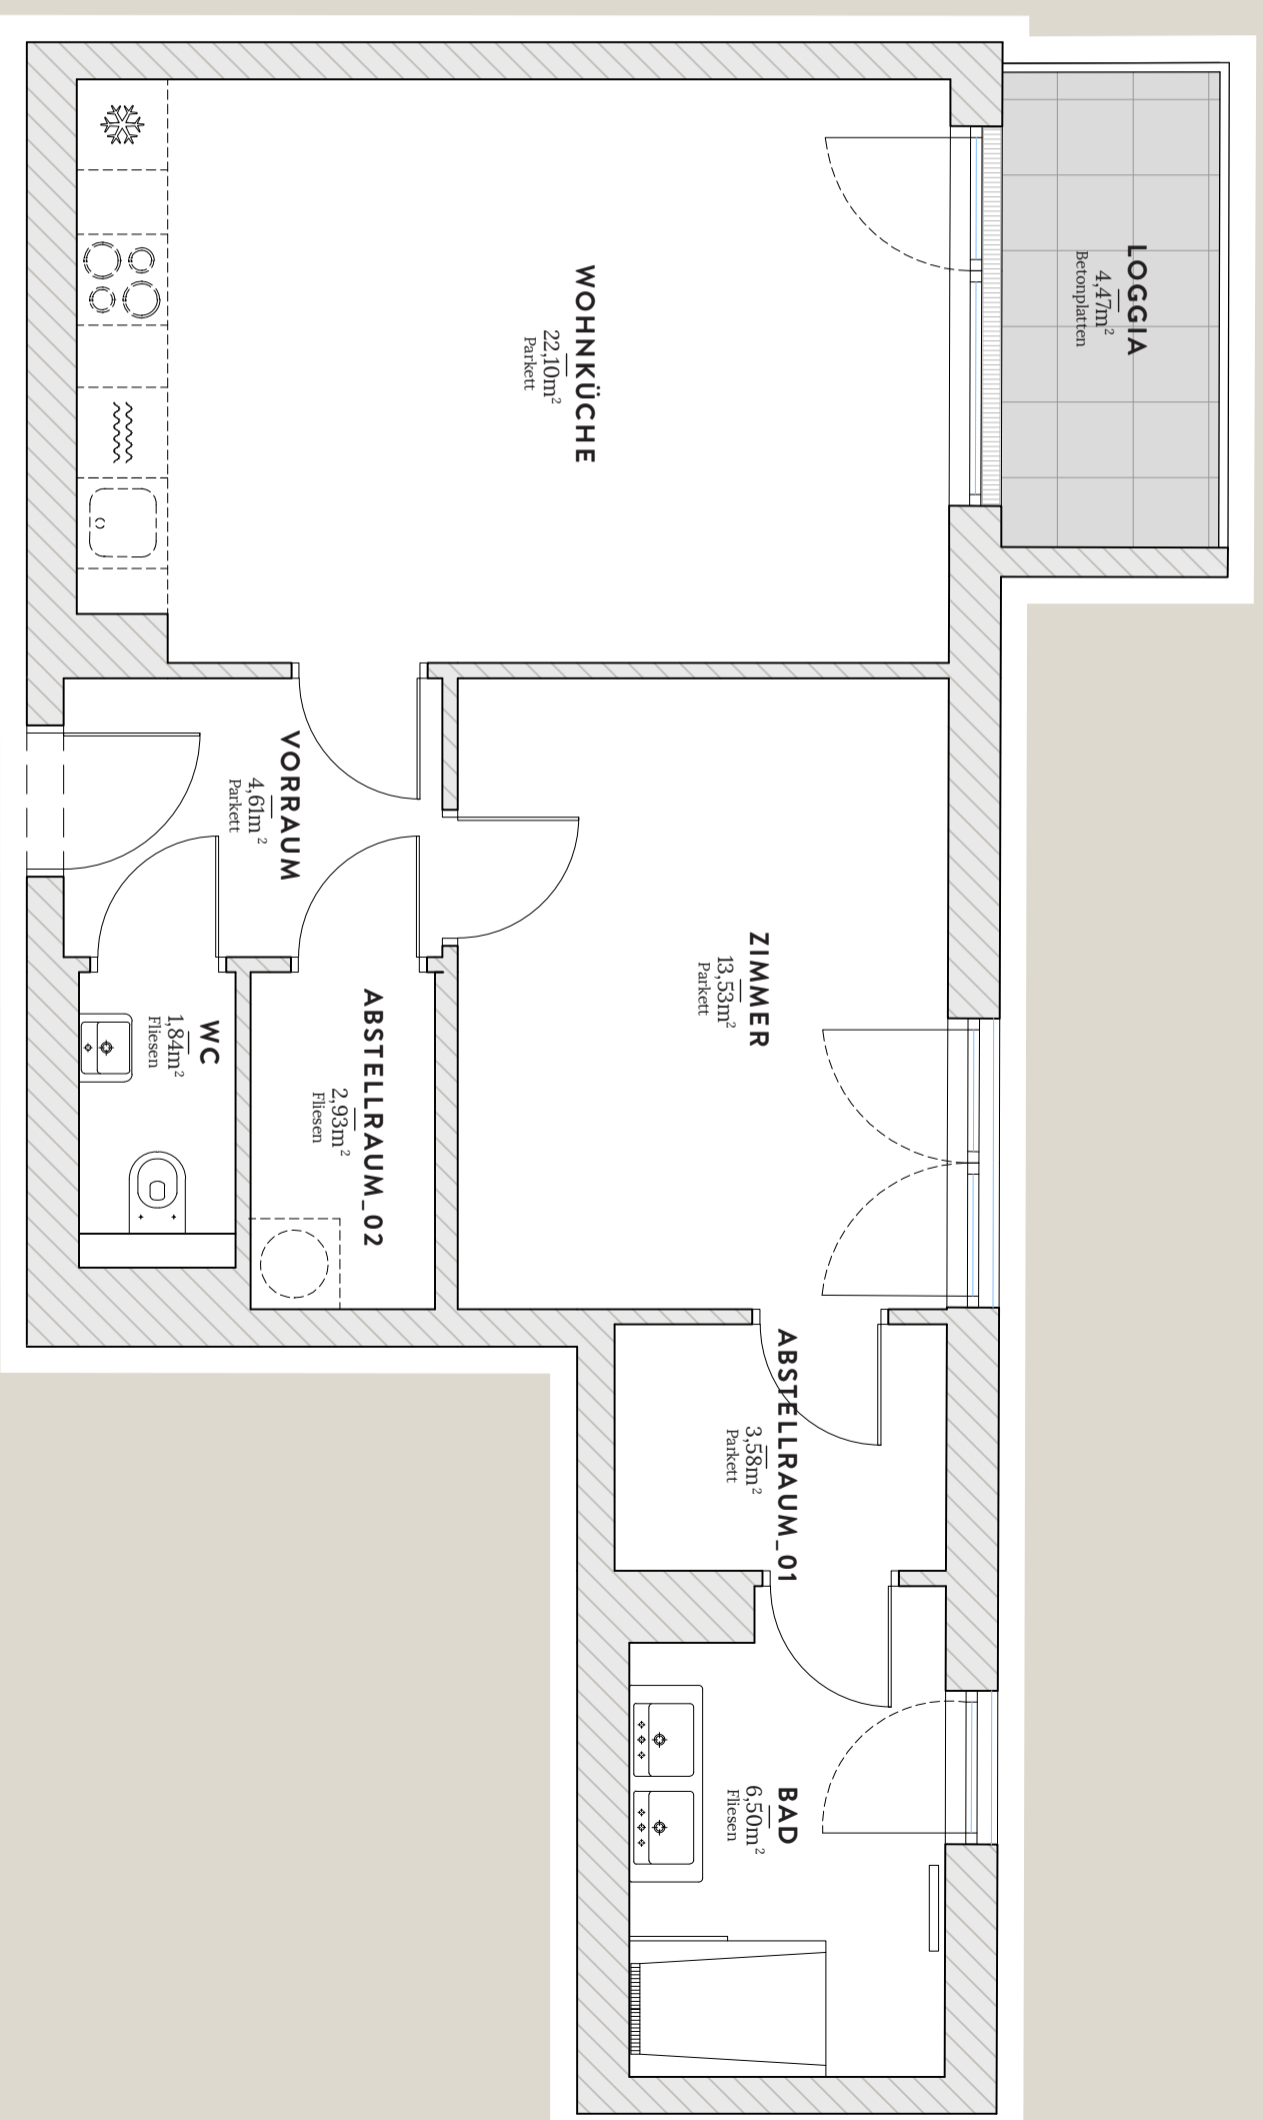 LOGGIA
4,47m²
Betonplatten
WOHNKÜCHE
22,10m²
Parkett
VORRAUM
4,61m²
Parkett
ZIMMER
13,53m²
Parkett
WC
1,84m²
Fliesen
ABSTELLRAUM_02
2,93m²
Fliesen
ABSTELLRAUM_01
3,58m²
Parkett
BAD
6,50m²
Fliesen